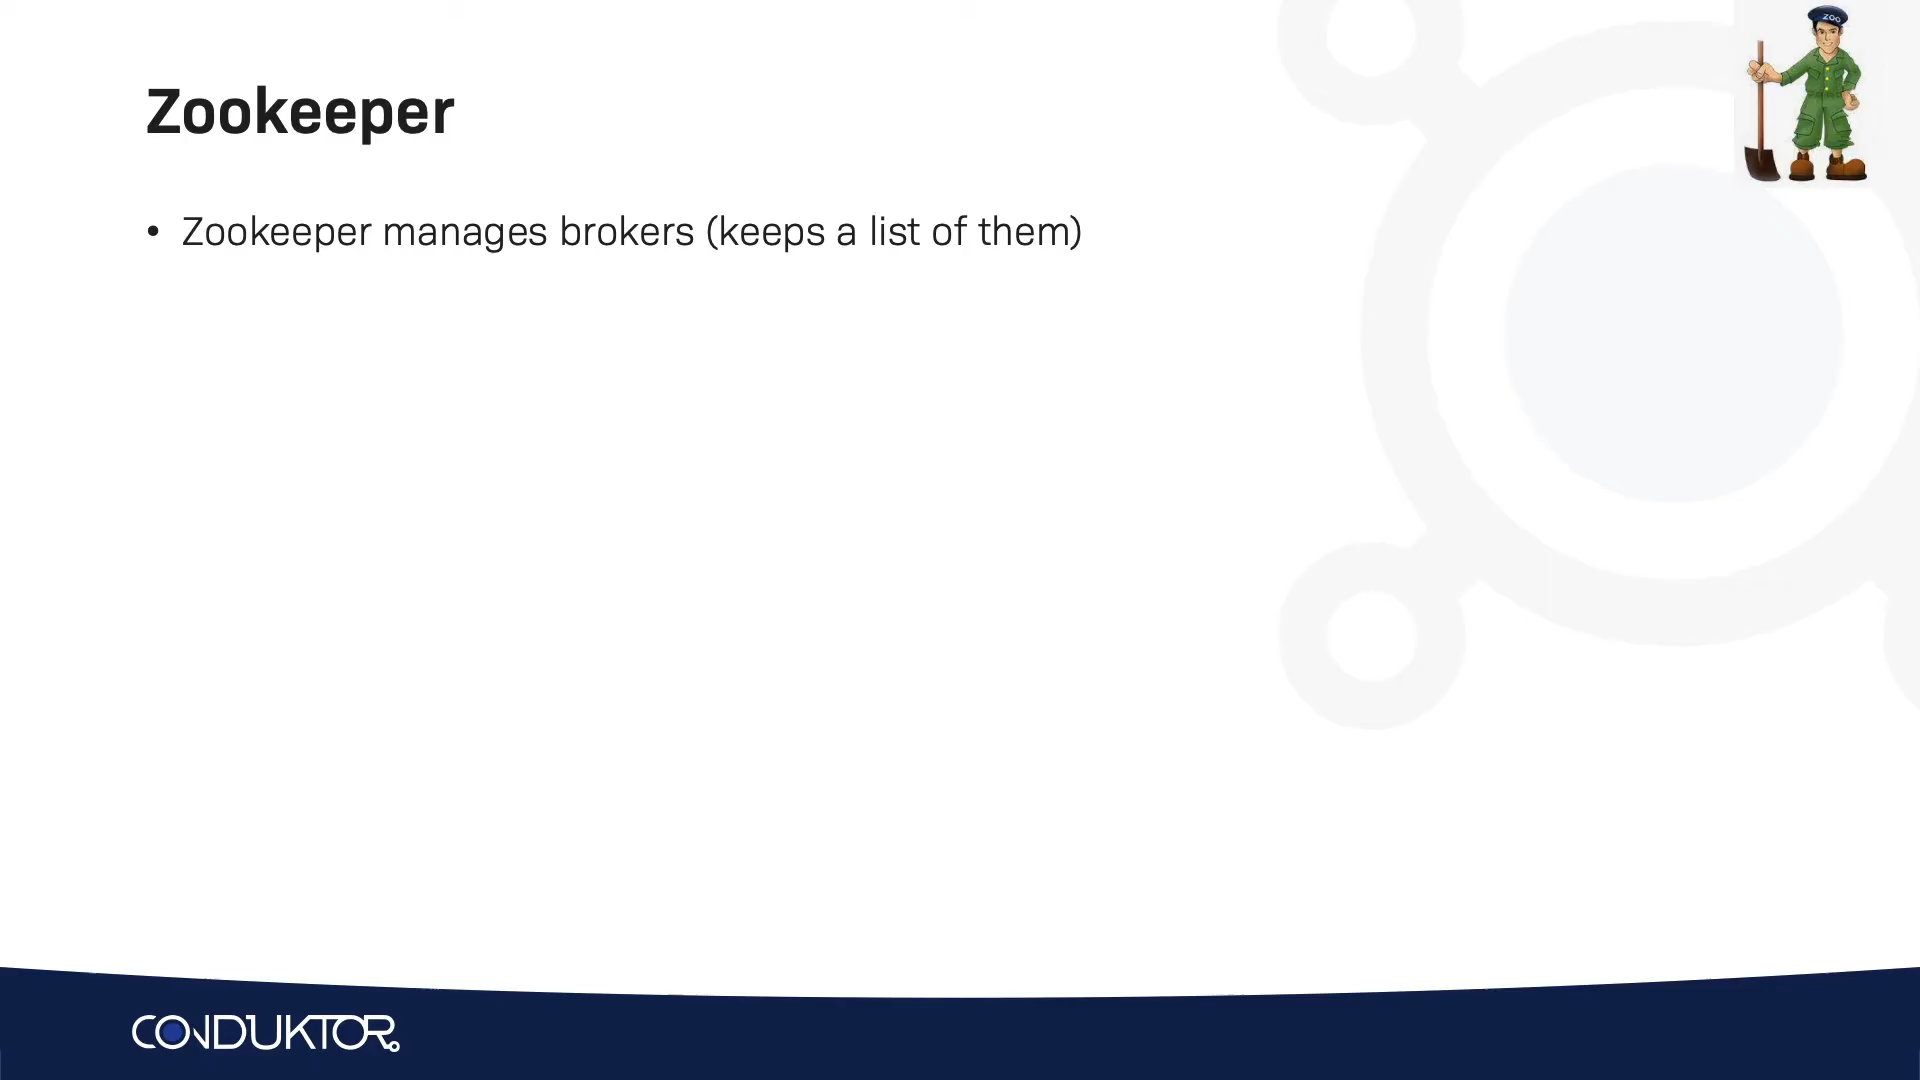 ZOO
Zookeeper
• Zookeeper manages brokers (keeps a list of them)
CONDUKTOR